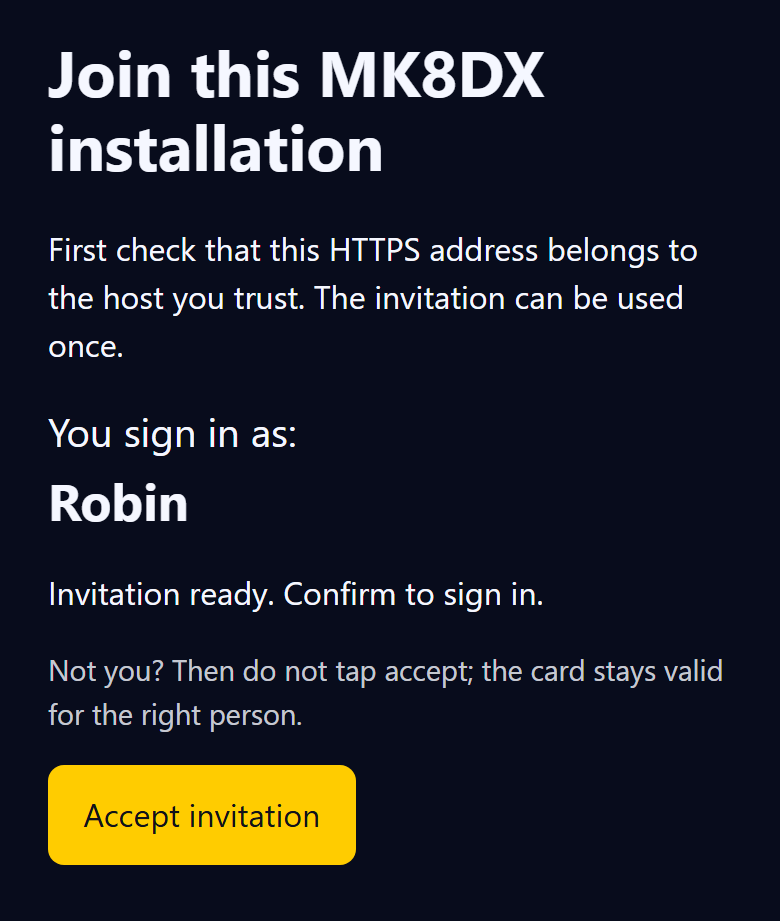 Join this MK8DX
installation
First check that this HTTPS address belongs to
the host you trust. The invitation can be used
once.
You sign in as:
Robin
Invitation ready. Confirm to sign in.
Not you? Then do not tap accept; the card stays valid
for the right person.
Accept invitation